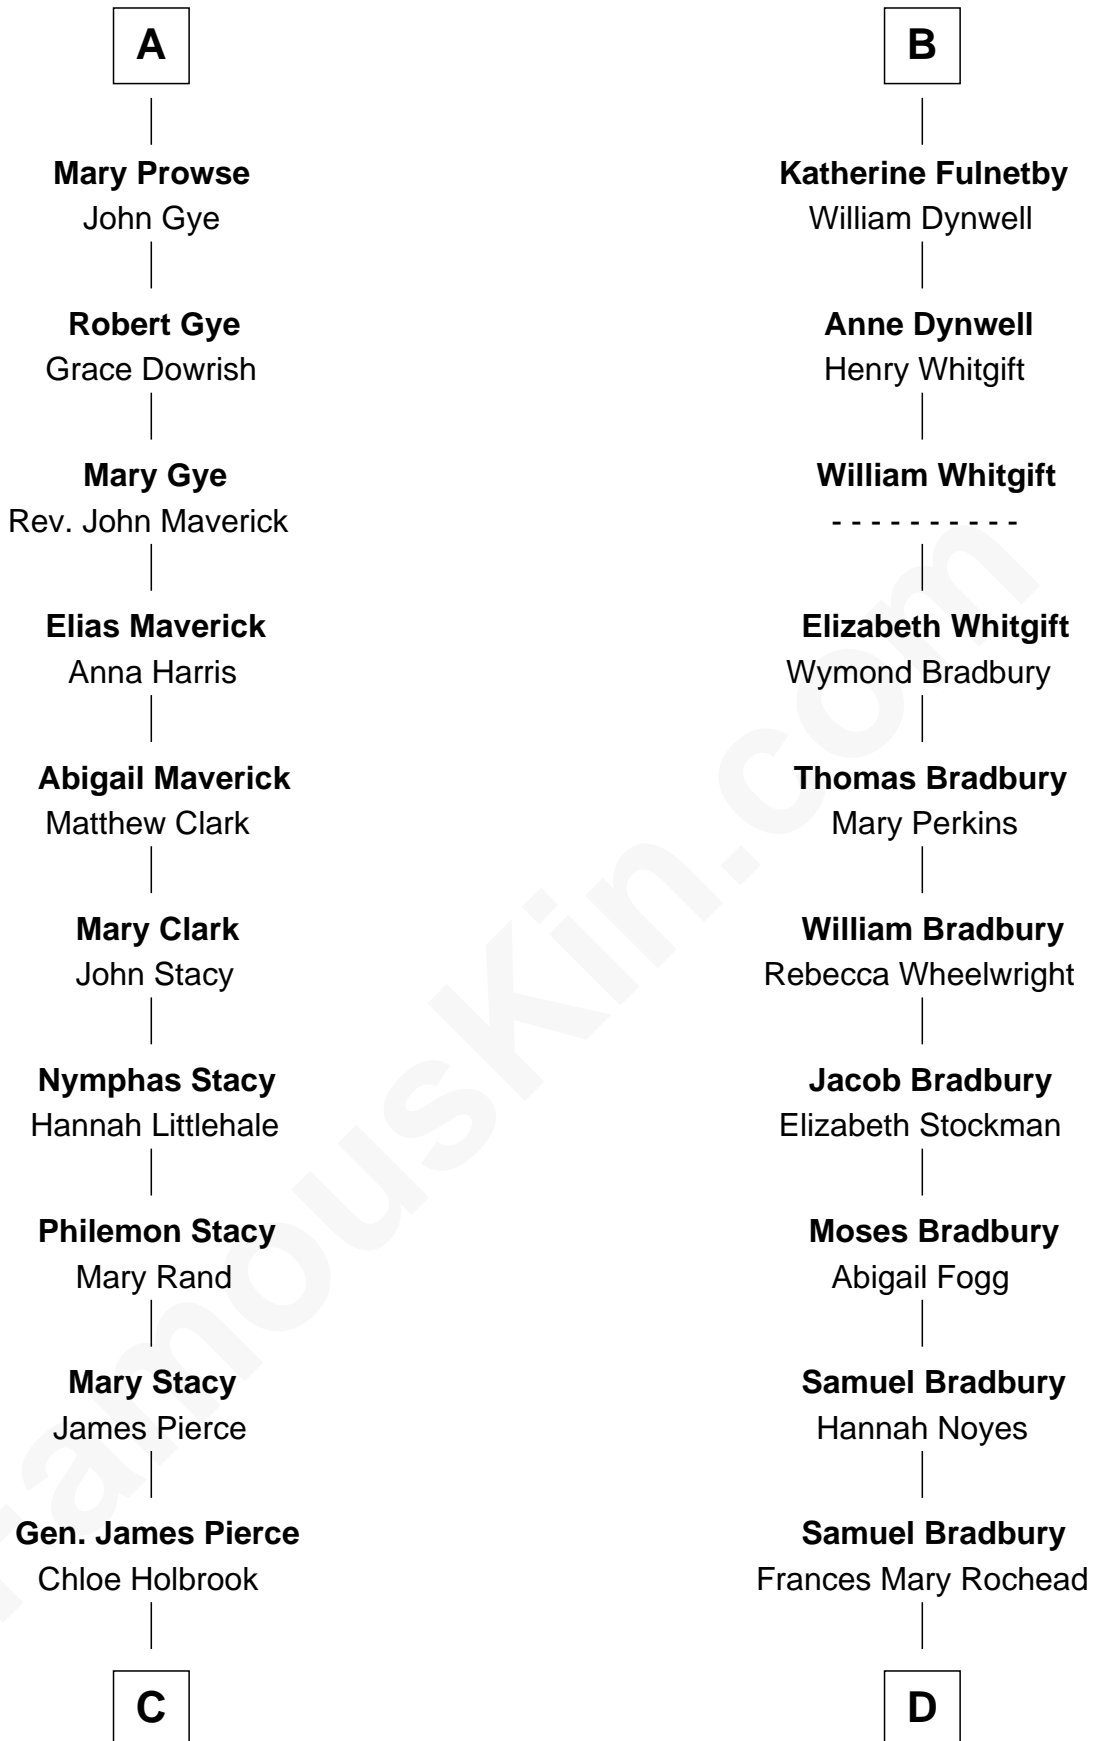 A
Mary Prowse
John Gye
Robert Gye
Grace Dowrish
Mary Gye
Rev. John Maverick
Elias Maverick
Anna Harris
Abigail Maverick
Matthew Clark
Mary Clark
John Stacy
Nymphas Stacy
Hannah Littlehale
Philemon Stacy
Mary Rand
Mary Stacy
James Pierce
Gen. James Pierce
Chloe Holbrook
C
B
Katherine Fulnetby
William Dynwell
Anne Dynwell
Henry Whitgift
William Whitgift
- - - - - - - - - -
Elizabeth Whitgift
Wymond Bradbury
Thomas Bradbury
Mary Perkins
William Bradbury
Rebecca Wheelwright
Jacob Bradbury
Elizabeth Stockman
Moses Bradbury
Abigail Fogg
Samuel Bradbury
Hannah Noyes
Samuel Bradbury
Frances Mary Rochead
D
FamousKin.com